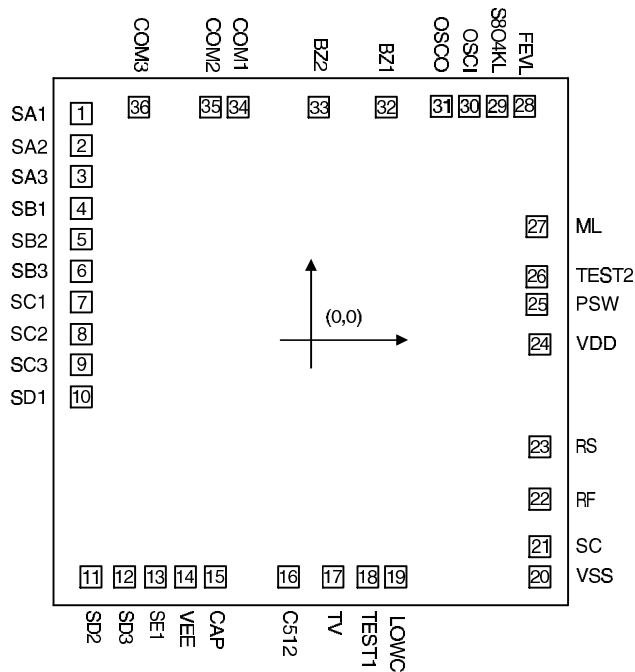 COM3
COM2
COM1
BZ2
BZ1
OSCO
OSCI
S8O4KL
FEVL
36
35
34
33
32
31
30
29
28
SA1
1
SA2
2
SA3
3
SB1
4
SB2
5
SB3
6
SC1
7
SC2
8
SC3
9
SD1
10
27
ML
26
TEST2
25
PSW
24
VDD
23
RS
22
RF
21
SC
20
VSS
(0,0)
11
12
13
14
15
16
17
18
19
SD2
SD3
SE1
VEE
CAP
C512
TV
TEST1
LOWC